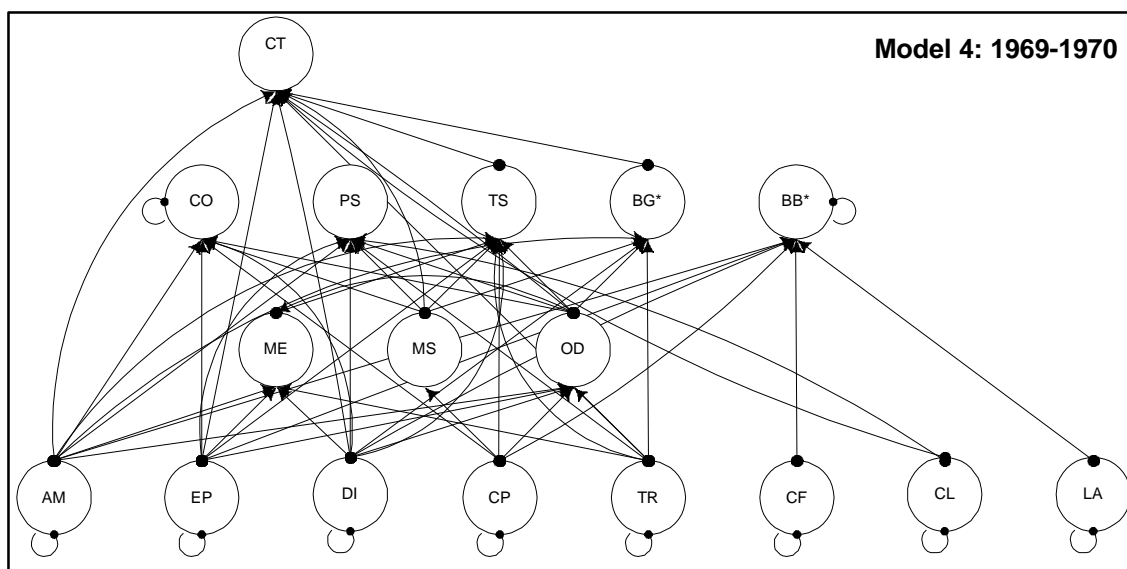 CT
Model 4: 1969-1970
CO PS TS BG* BB*
ME MS OD
AM EP DI CP TR CF CL LA